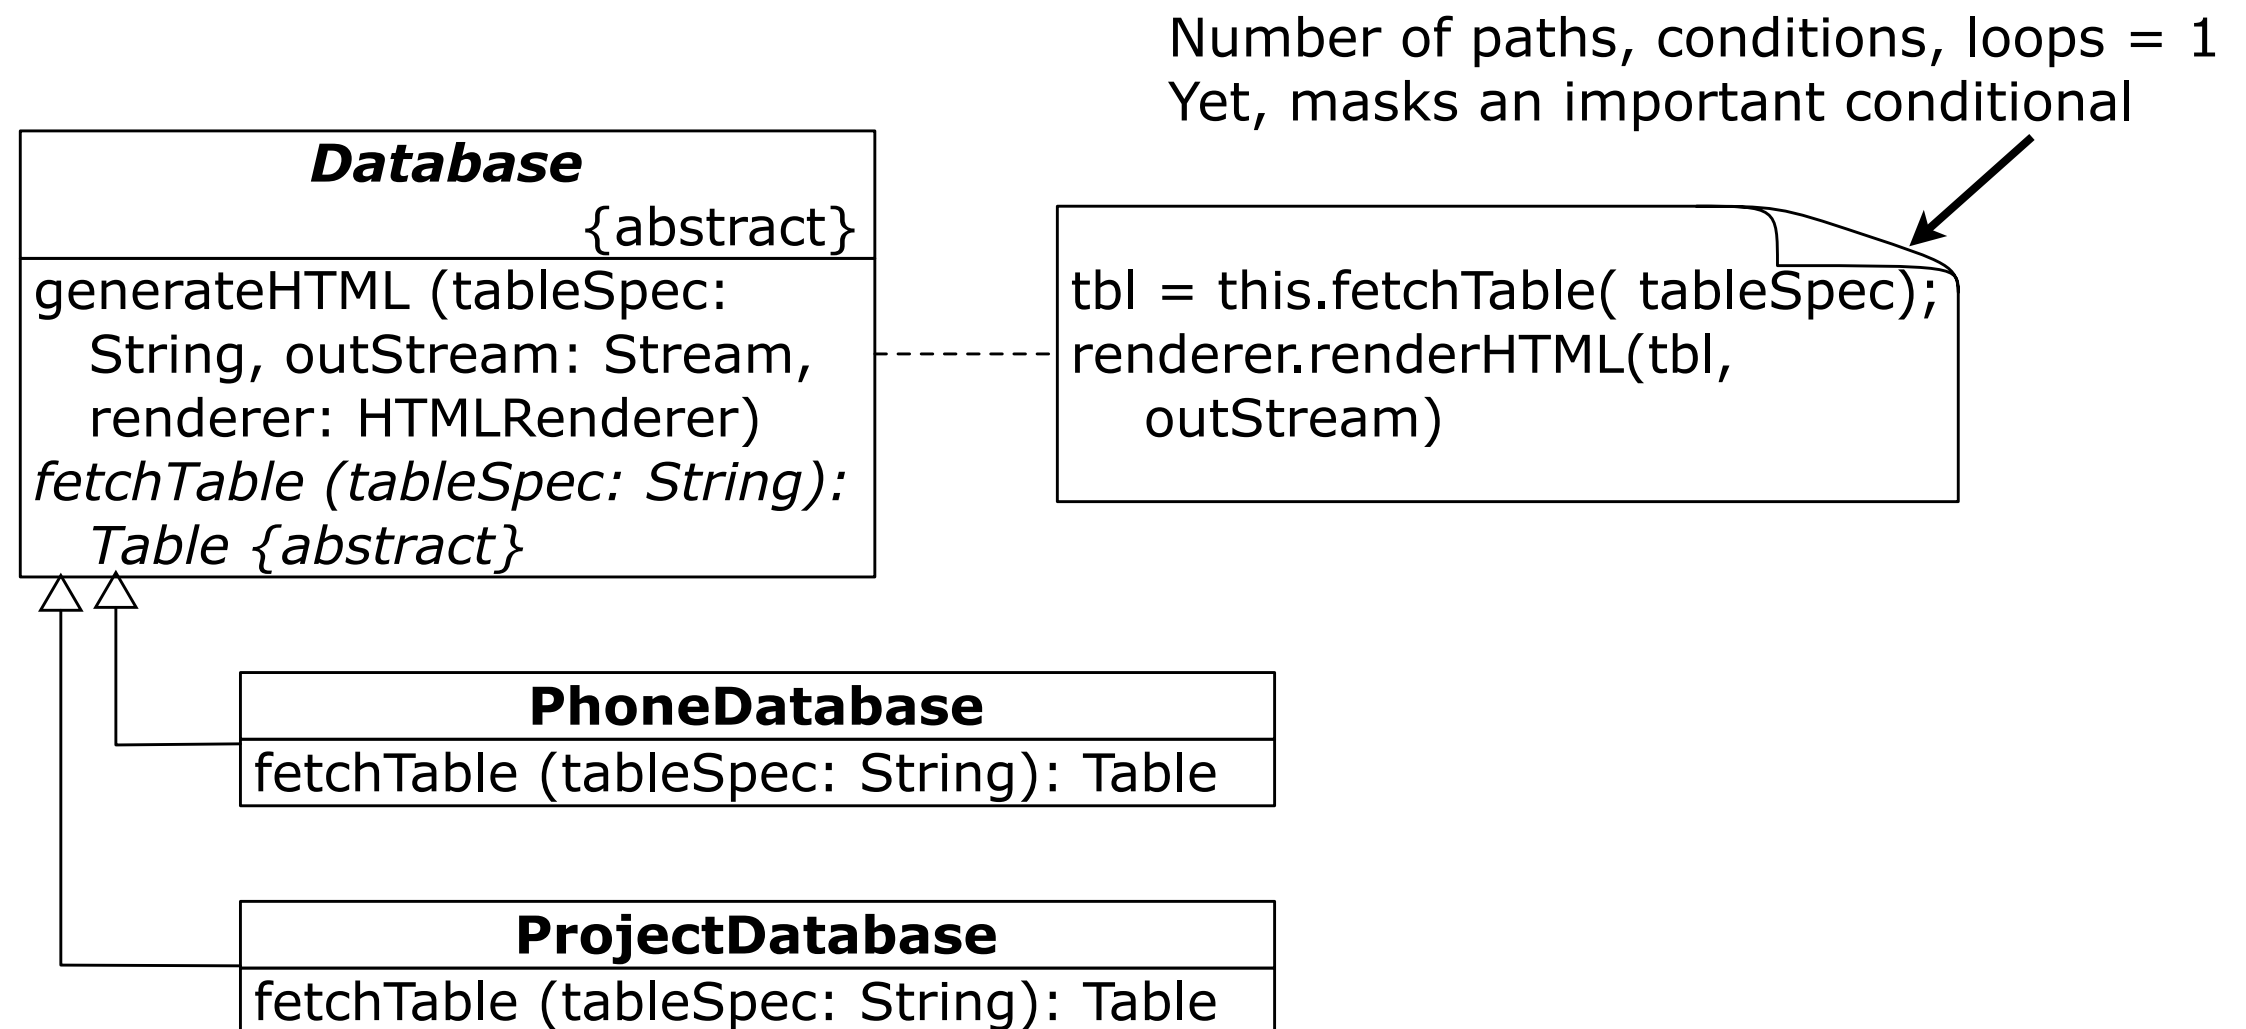 Number of paths, conditions, loops = 1
Yet, masks an important conditional
Database
{abstract}
generateHTML (tableSpec:
String, outStream: Stream,
renderer: HTMLRenderer)
fetchTable (tableSpec: String):
Table {abstract}
tbl = this.fetchTable( tableSpec);
renderer.renderHTML(tbl,
outStream)
PhoneDatabase
fetchTable (tableSpec: String): Table
ProjectDatabase
fetchTable (tableSpec: String): Table